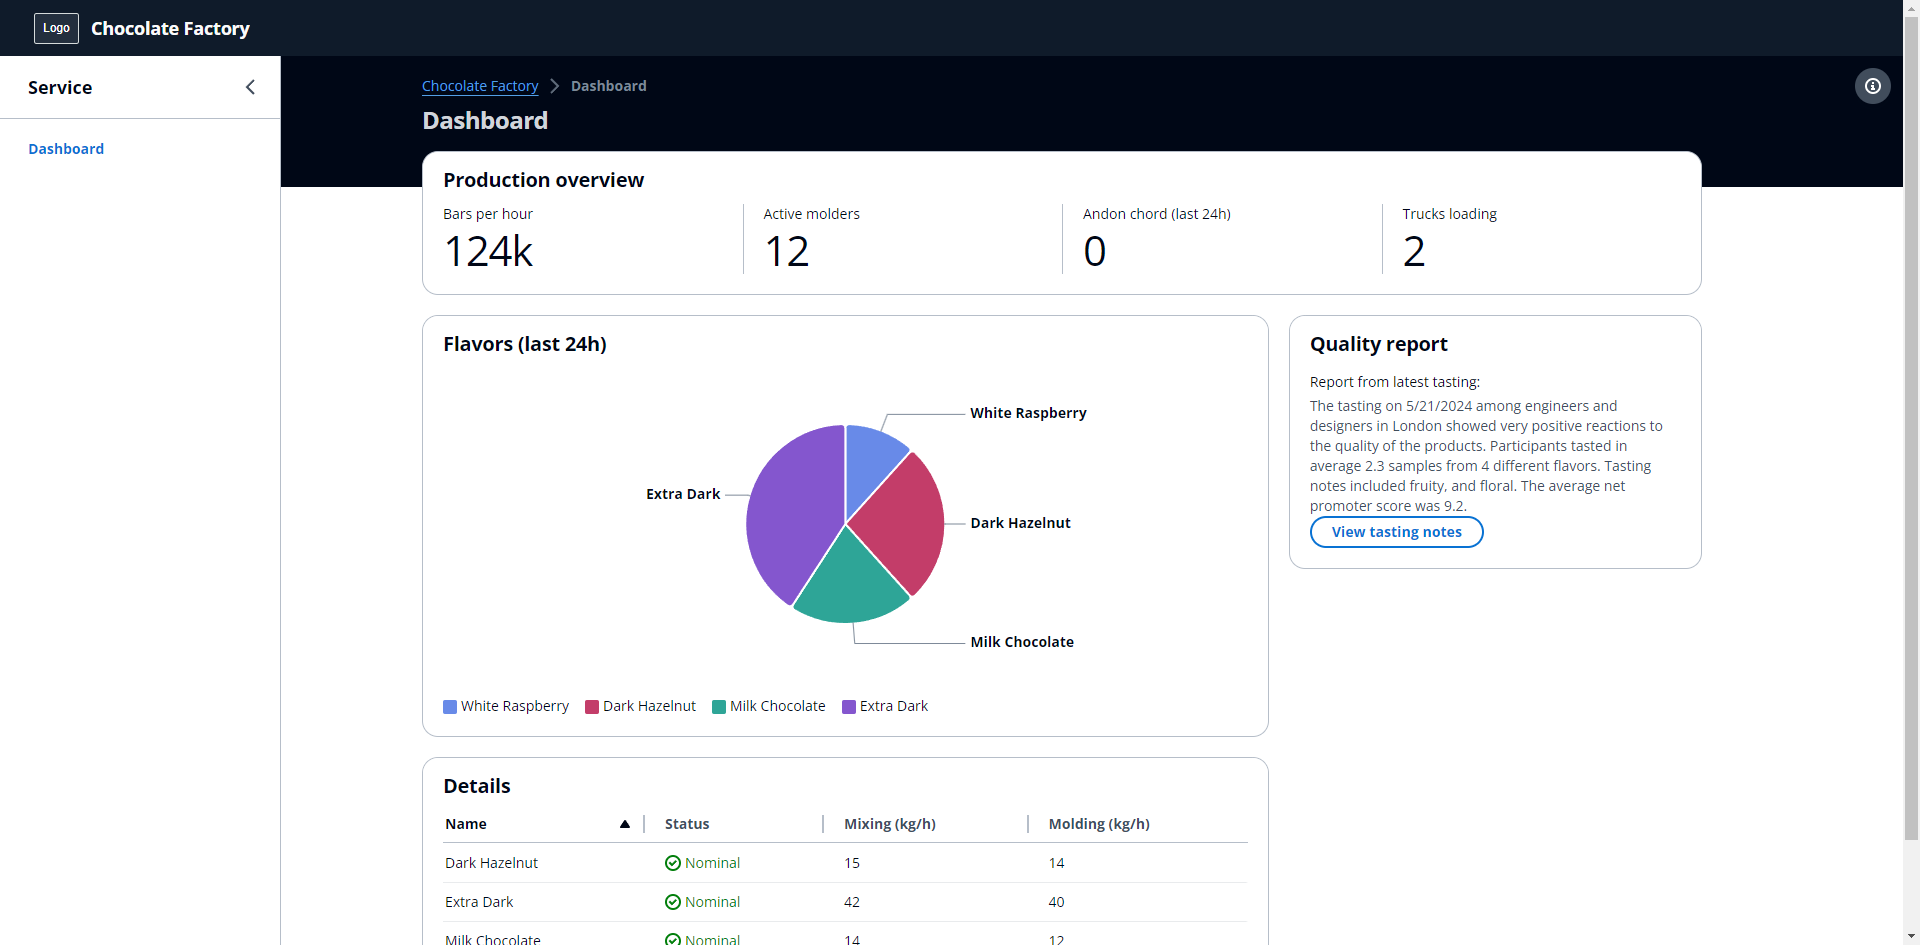 Logo
Chocolate Factory
Service
Dashboard
Chocolate Factory Dashboard
Dashboard
Production overview
Bars per hour
124k
Active molders
12
Andon chord (last 24h)
0
Trucks loading
2
Flavors (last 24h)
White Raspberry
Extra Dark
Dark Hazelnut
Milk Chocolate
White Raspberry Dark Hazelnut Milk Chocolate Extra Dark
Quality report
Report from latest tasting:
The tasting on 5/21/2024 among engineers and
designers in London showed very positive reactions to
the quality of the products. Participants tasted in
average 2.3 samples from 4 different flavors. Tasting
notes included fruity, and floral. The average net
promoter score was 9.2.
View tasting notes
Details
Name Status Mixing (kg/h) Molding (kg/h)
Dark Hazelnut Nominal 15 14
Extra Dark Nominal 42 40
Milk Chocolate Nominal 14 12